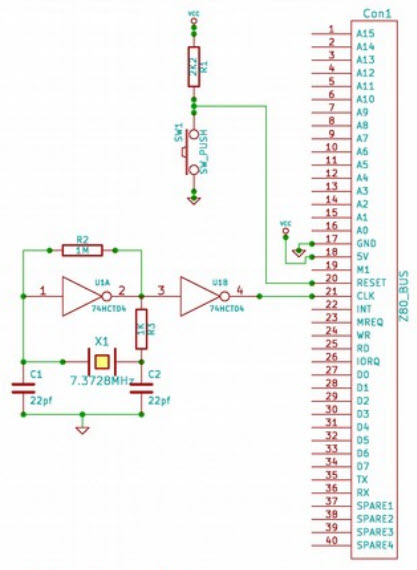 VCC
Con1
2K2
R1
SW1
SW_PUSH
VCC
R2
1M
U1A
1
2
74HCT04
U1B
3
4
74HCT04
1K
R3
X1
7.3728MHz
C1
22pf
C2
22pf
1 A15
2 A14
3 A13
4 A12
5 A11
6 A10
7 A9
8 A8
9 A7
10 A6
11 A5
12 A4
13 A3
14 A2
15 A1
16 A0
17 GND
18 5V
19 M1
20 RESET
21 CLK
22 INT
23 MREQ
24 WR
25 RD
26 IORQ
27 D0
28 D1
29 D2
30 D3
31 D4
32 D5
33 D6
34 D7
35 TX
36 RX
37 SPARE1
38 SPARE2
39 SPARE3
40 SPARE4
Z80_BUS